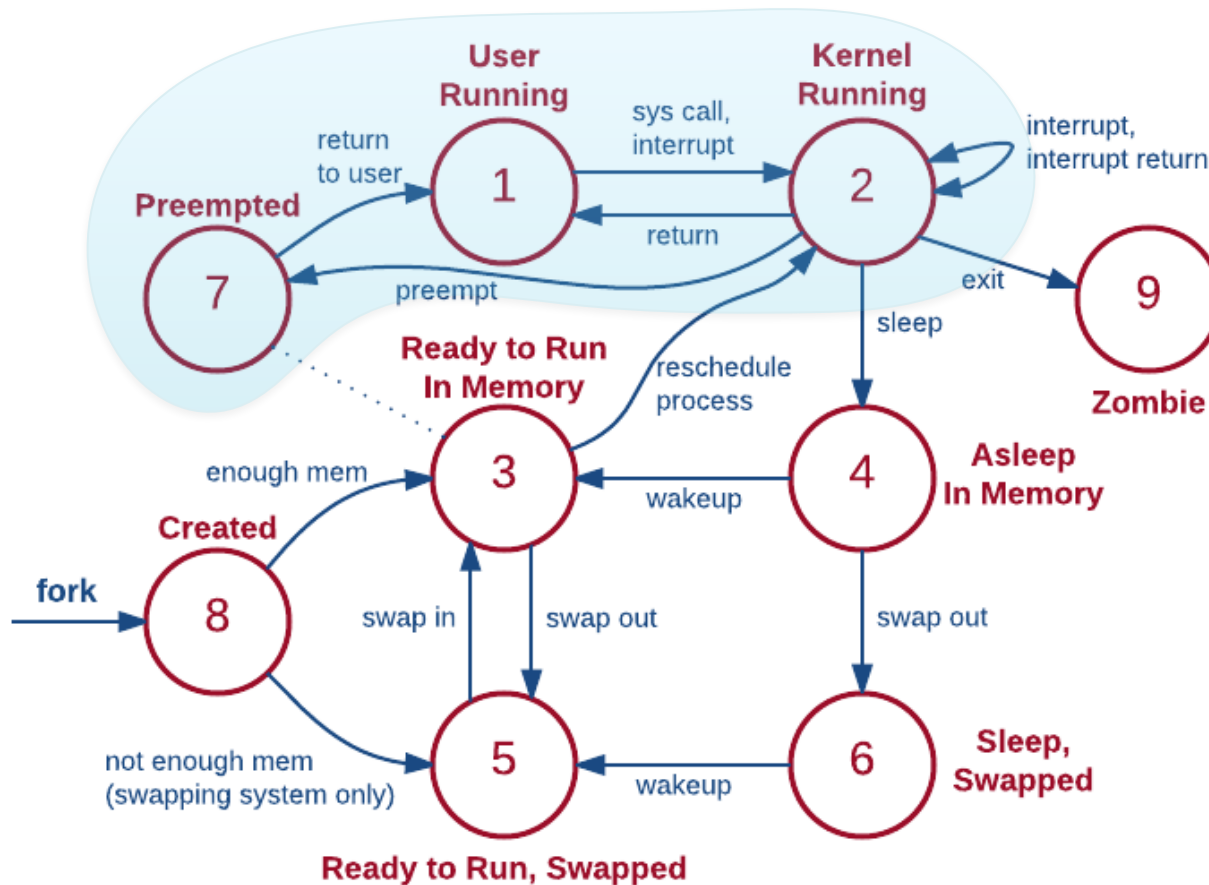 User
Running
Kernel
Running
sys call,
interrupt
interrupt,
interrupt return
return
to user
1
2
Preempted
return
7
preempt
exit
9
sleep
Zombie
Ready to Run
In Memory
reschedule
process
enough mem
3
4
Asleep
In Memory
wakeup
Created
fork
8
swap in
swap out
swap out
not enough mem
(swapping system only)
5
6
Sleep,
Swapped
wakeup
Ready to Run, Swapped